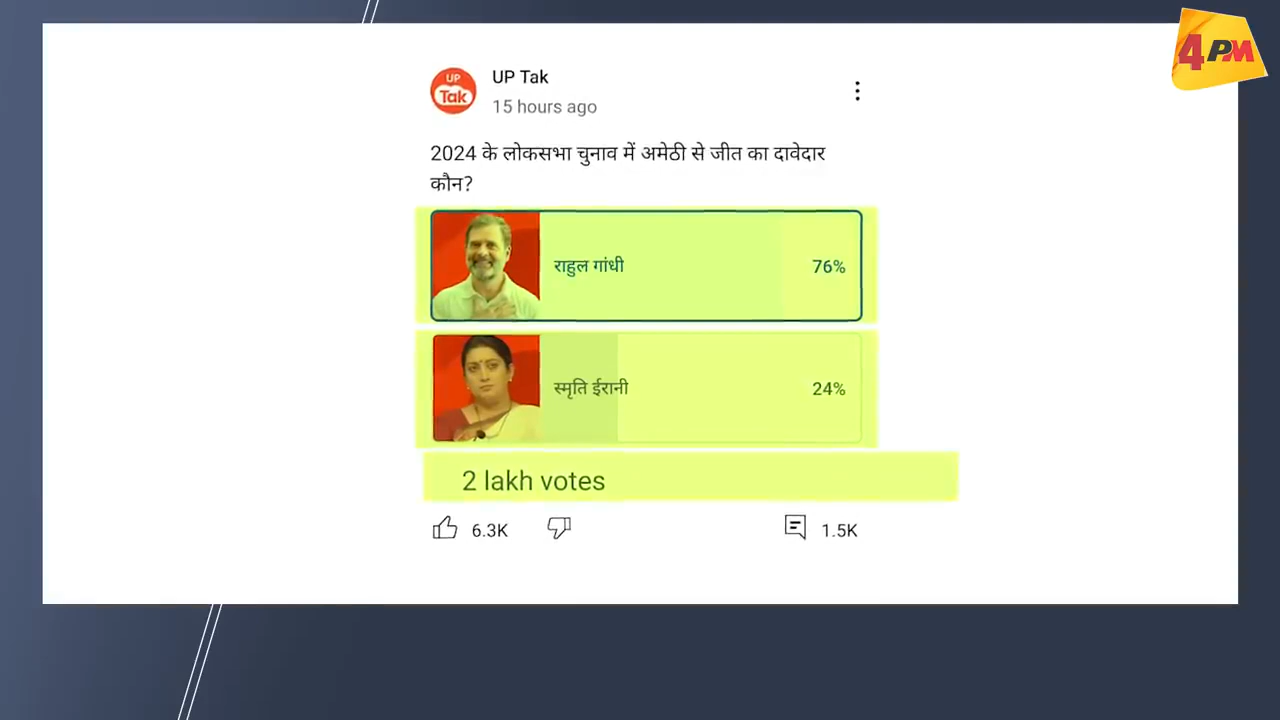 4PM
UP Tak
UP
Tak
15 hours ago
2024 के लोकसभा चुनाव में अमेठी से जीत का दावेदार
कौन?
राहुल गांधी 76%
स्मृति ईरानी 24%
2 lakh votes
6.3K 1.5K